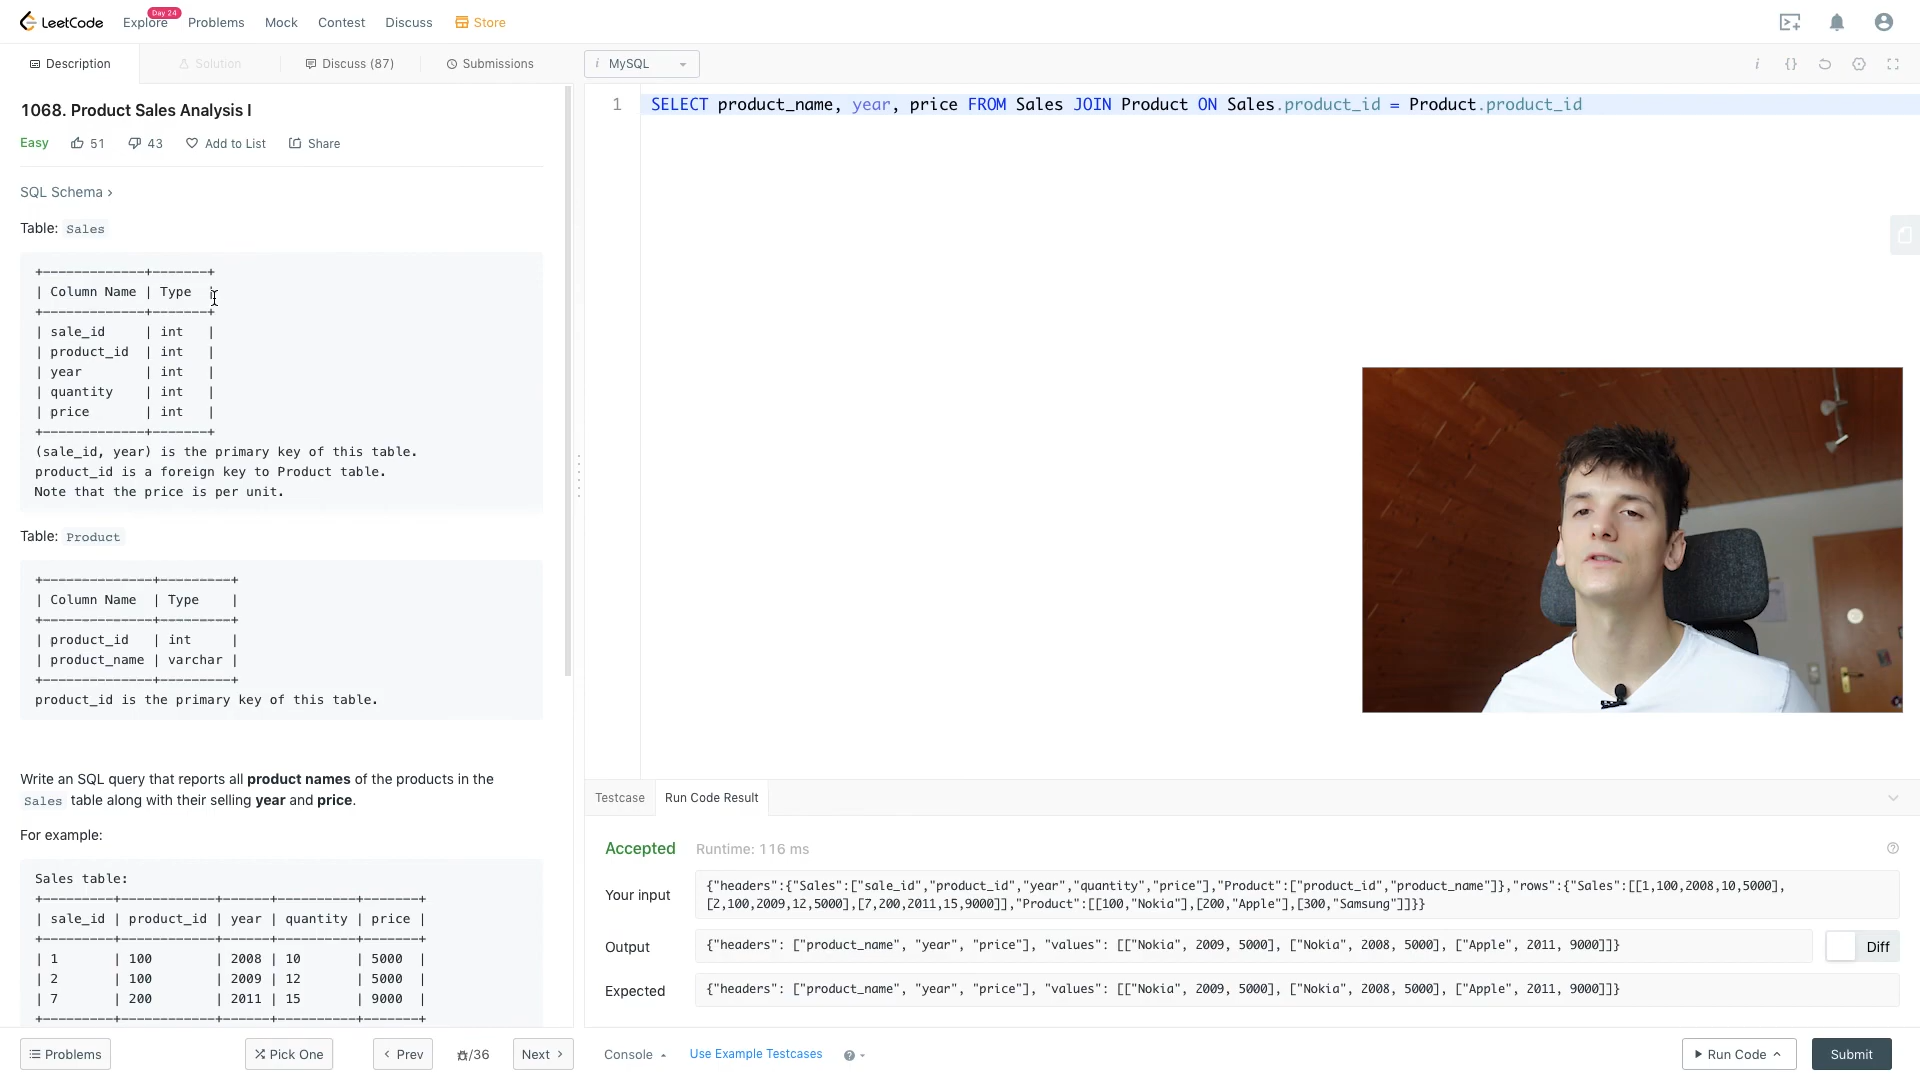 LeetCode Explore Day 24 Problems Mock Contest Discuss Store
Description Solution Discuss (87) Submissions i MySQL
1068. Product Sales Analysis I
Easy 51 43 Add to List Share
SQL Schema ›
Table: Sales
+-------------+-------+
| Column Name | Type  |
+-------------+-------+
| sale_id     | int   |
| product_id  | int   |
| year        | int   |
| quantity    | int   |
| price       | int   |
+-------------+-------+
(sale_id, year) is the primary key of this table.
product_id is a foreign key to Product table.
Note that the price is per unit.
Table: Product
+--------------+---------+
| Column Name  | Type    |
+--------------+---------+
| product_id   | int     |
| product_name | varchar |
+--------------+---------+
product_id is the primary key of this table.
Write an SQL query that reports all product names of the products in the
Sales table along with their selling year and price.
For example:
Sales table:
+---------+------------+------+----------+-------+
| sale_id | product_id | year | quantity | price |
+---------+------------+------+----------+-------+
| 1       | 100        | 2008 | 10       | 5000  |
| 2       | 100        | 2009 | 12       | 5000  |
| 7       | 200        | 2011 | 15       | 9000  |
+---------+------------+------+----------+-------+
1 SELECT product_name, year, price FROM Sales JOIN Product ON Sales.product_id = Product.product_id
Testcase Run Code Result
Accepted Runtime: 116 ms
Your input
{"headers":{"Sales":["sale_id","product_id","year","quantity","price"],"Product":["product_id","product_name"]},"rows":{"Sales":[[1,100,2008,10,5000],
[2,100,2009,12,5000],[7,200,2011,15,9000]],"Product":[[100,"Nokia"],[200,"Apple"],[300,"Samsung"]]}}
Output {"headers": ["product_name", "year", "price"], "values": [["Nokia", 2009, 5000], ["Nokia", 2008, 5000], ["Apple", 2011, 9000]]} Diff
Expected {"headers": ["product_name", "year", "price"], "values": [["Nokia", 2009, 5000], ["Nokia", 2008, 5000], ["Apple", 2011, 9000]]}
Problems Pick One ‹ Prev /36 Next › Console Use Example Testcases Run Code Submit